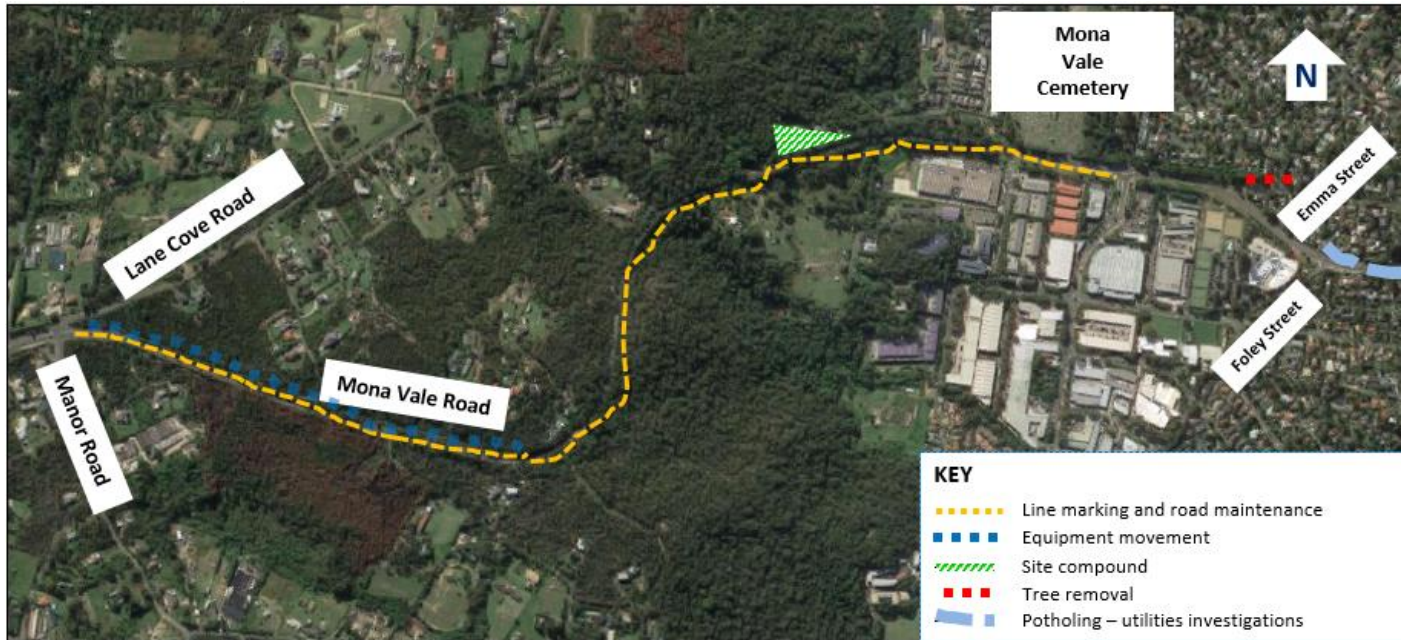 Mona
Vale
Cemetery
N
Emma Street
Lane Cove Road
Foley Street
Mona Vale Road
Manor Road
KEY
Line marking and road maintenance
Equipment movement
Site compound
Tree removal
Potholing – utilities investigations